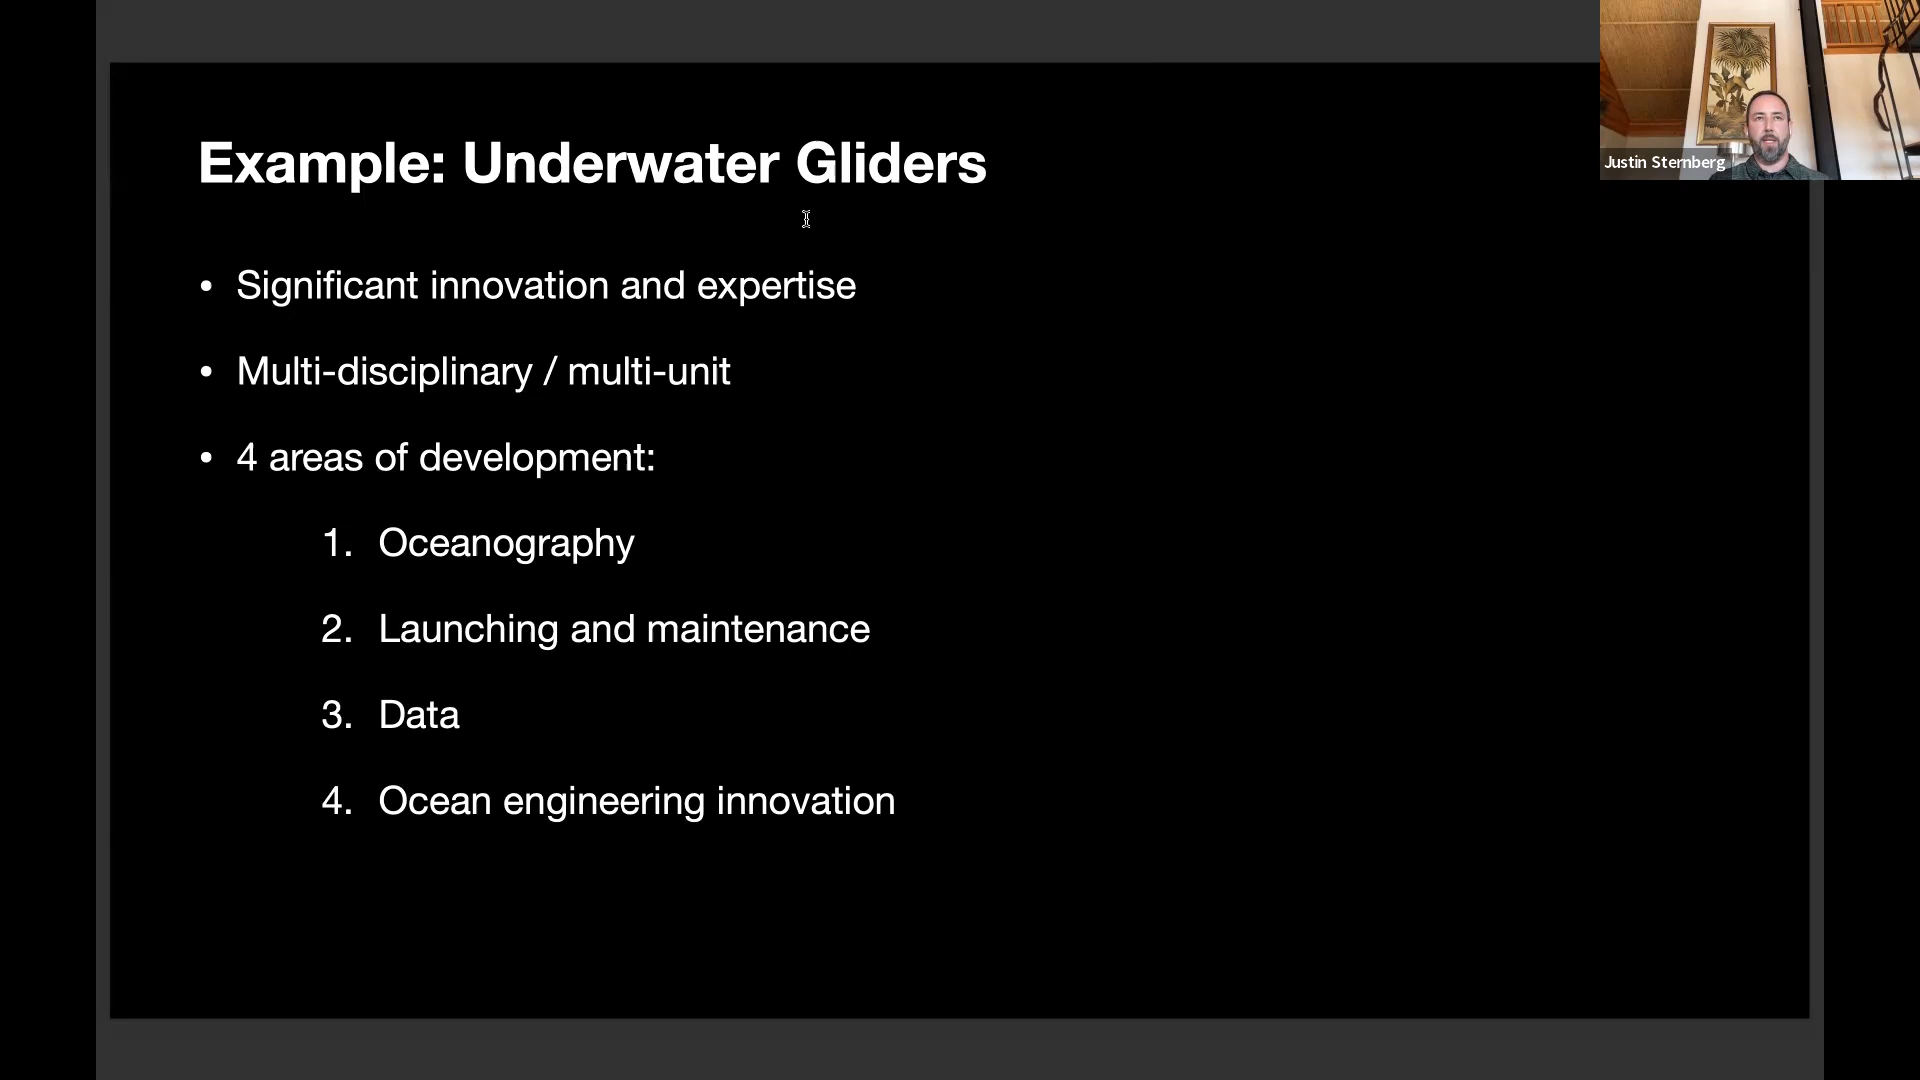 Example: Underwater Gliders
• Significant innovation and expertise
• Multi-disciplinary / multi-unit
• 4 areas of development:
1. Oceanography
2. Launching and maintenance
3. Data
4. Ocean engineering innovation
Justin Sternberg